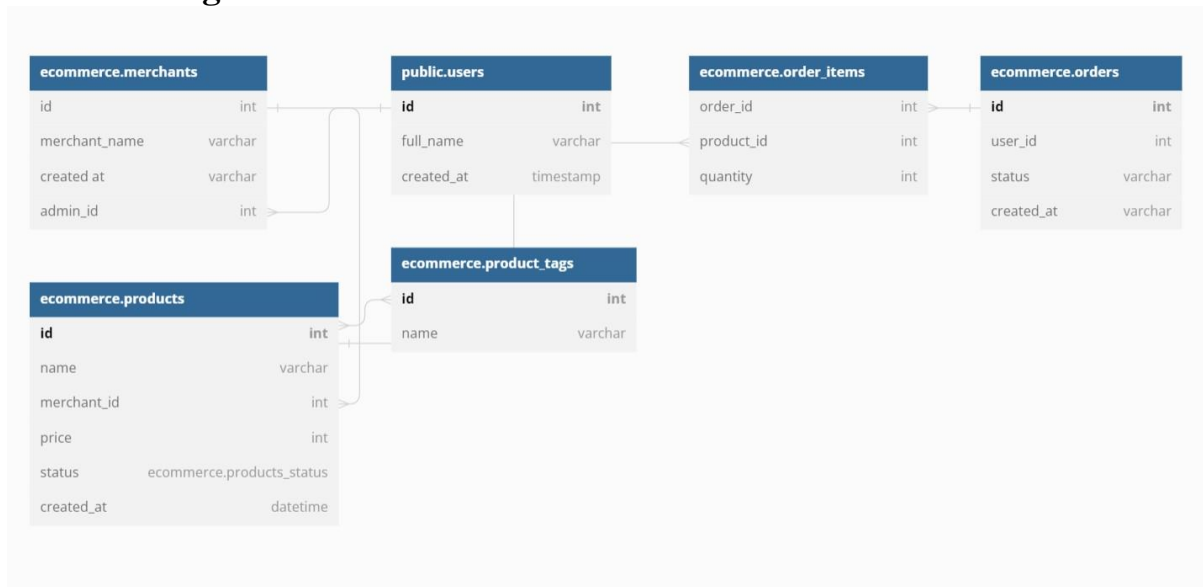 ecommerce.merchants
id int
merchant_name varchar
created at varchar
admin_id int
public.users
id int
full_name varchar
created_at timestamp
ecommerce.order_items
order_id int
product_id int
quantity int
ecommerce.orders
id int
user_id int
status varchar
created_at varchar
ecommerce.product_tags
id int
name varchar
ecommerce.products
id int
name varchar
merchant_id int
price int
status ecommerce.products_status
created_at datetime